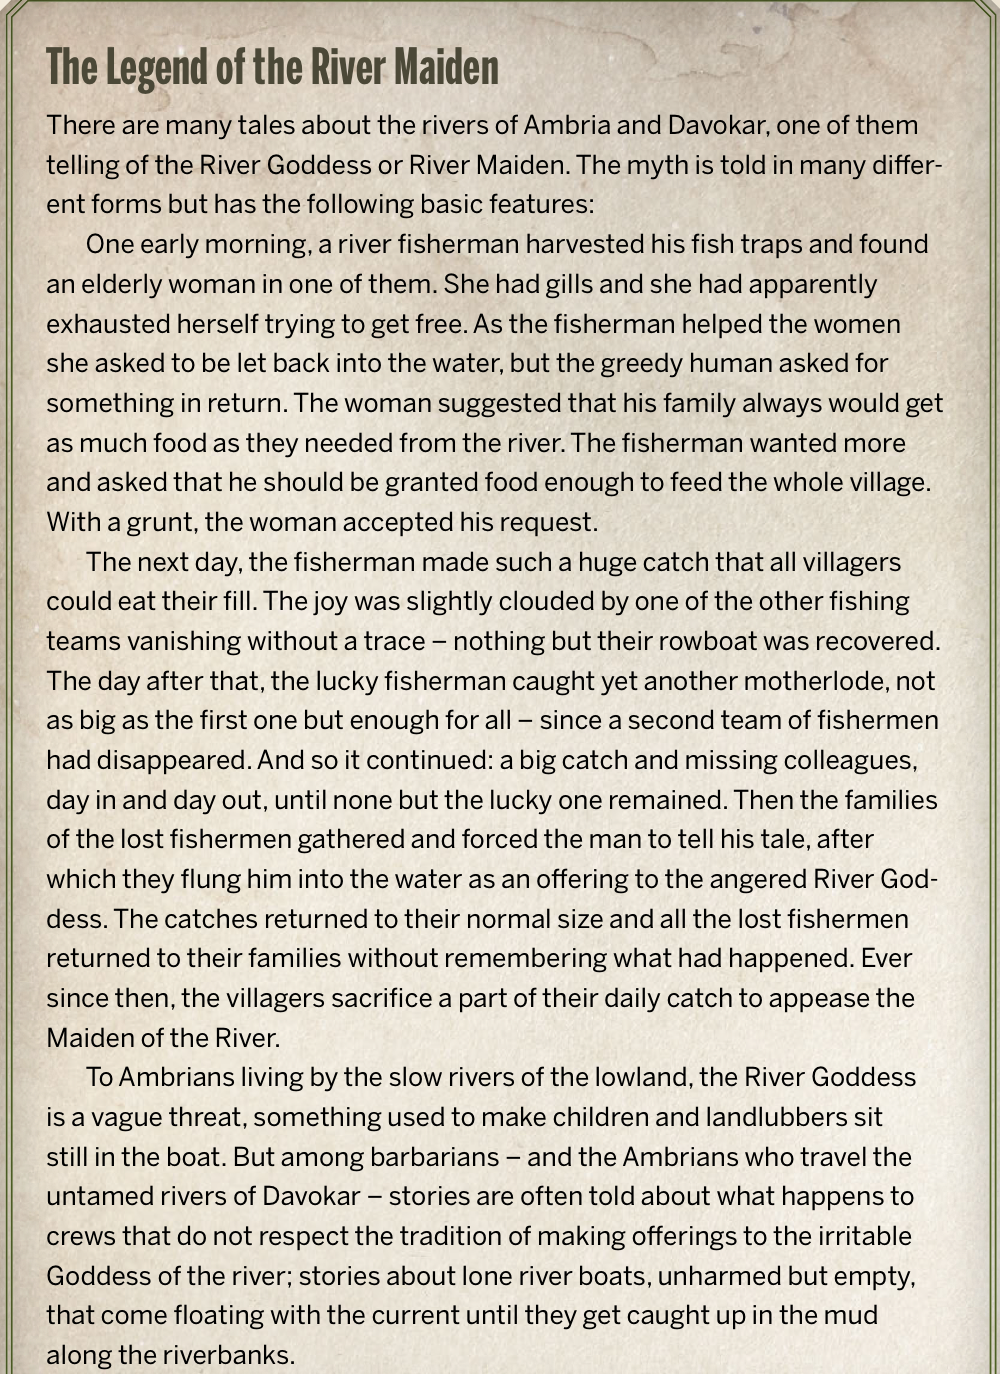 The Legend of the River Maiden
There are many tales about the rivers of Ambria and Davokar, one of them
telling of the River Goddess or River Maiden. The myth is told in many differ-
ent forms but has the following basic features:
One early morning, a river fisherman harvested his fish traps and found
an elderly woman in one of them. She had gills and she had apparently
exhausted herself trying to get free. As the fisherman helped the women
she asked to be let back into the water, but the greedy human asked for
something in return. The woman suggested that his family always would get
as much food as they needed from the river. The fisherman wanted more
and asked that he should be granted food enough to feed the whole village.
With a grunt, the woman accepted his request.
The next day, the fisherman made such a huge catch that all villagers
could eat their fill. The joy was slightly clouded by one of the other fishing
teams vanishing without a trace – nothing but their rowboat was recovered.
The day after that, the lucky fisherman caught yet another motherlode, not
as big as the first one but enough for all – since a second team of fishermen
had disappeared. And so it continued: a big catch and missing colleagues,
day in and day out, until none but the lucky one remained. Then the families
of the lost fishermen gathered and forced the man to tell his tale, after
which they flung him into the water as an offering to the angered River God-
dess. The catches returned to their normal size and all the lost fishermen
returned to their families without remembering what had happened. Ever
since then, the villagers sacrifice a part of their daily catch to appease the
Maiden of the River.
To Ambrians living by the slow rivers of the lowland, the River Goddess
is a vague threat, something used to make children and landlubbers sit
still in the boat. But among barbarians – and the Ambrians who travel the
untamed rivers of Davokar – stories are often told about what happens to
crews that do not respect the tradition of making offerings to the irritable
Goddess of the river; stories about lone river boats, unharmed but empty,
that come floating with the current until they get caught up in the mud
along the riverbanks.